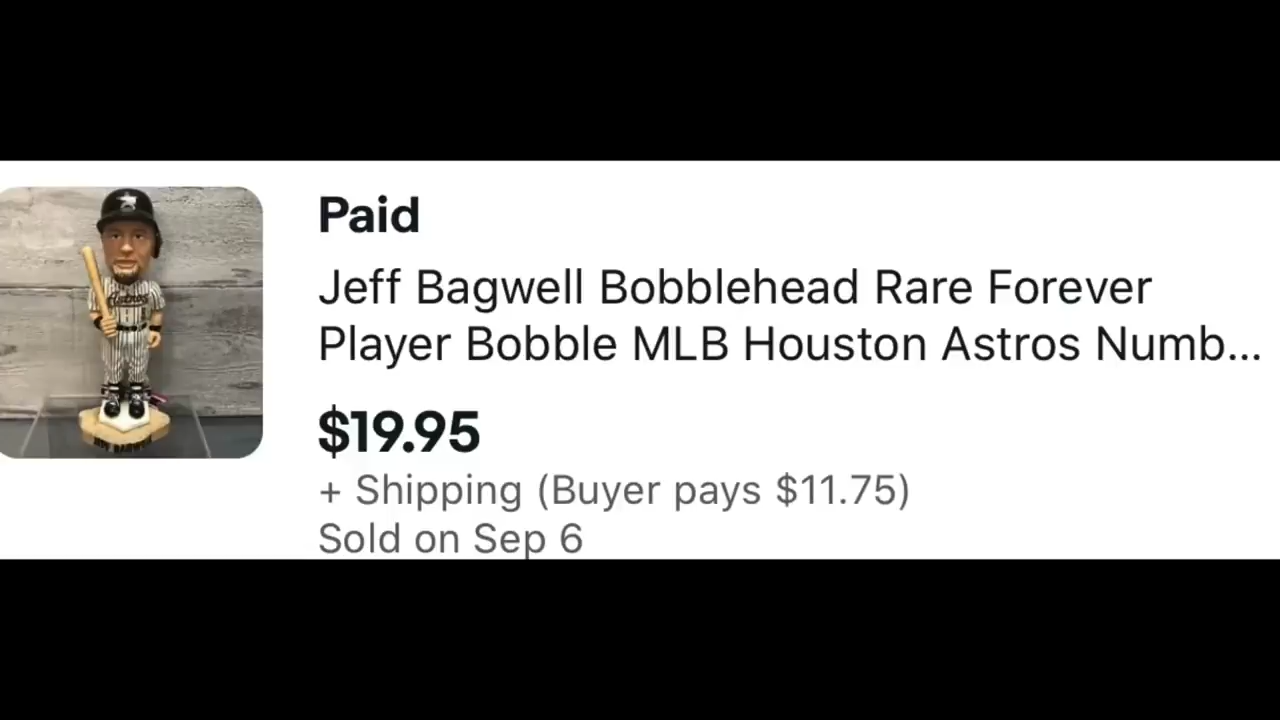 Astros
Paid
Jeff Bagwell Bobblehead Rare Forever
Player Bobble MLB Houston Astros Numb...
$19.95
+ Shipping (Buyer pays $11.75)
Sold on Sep 6